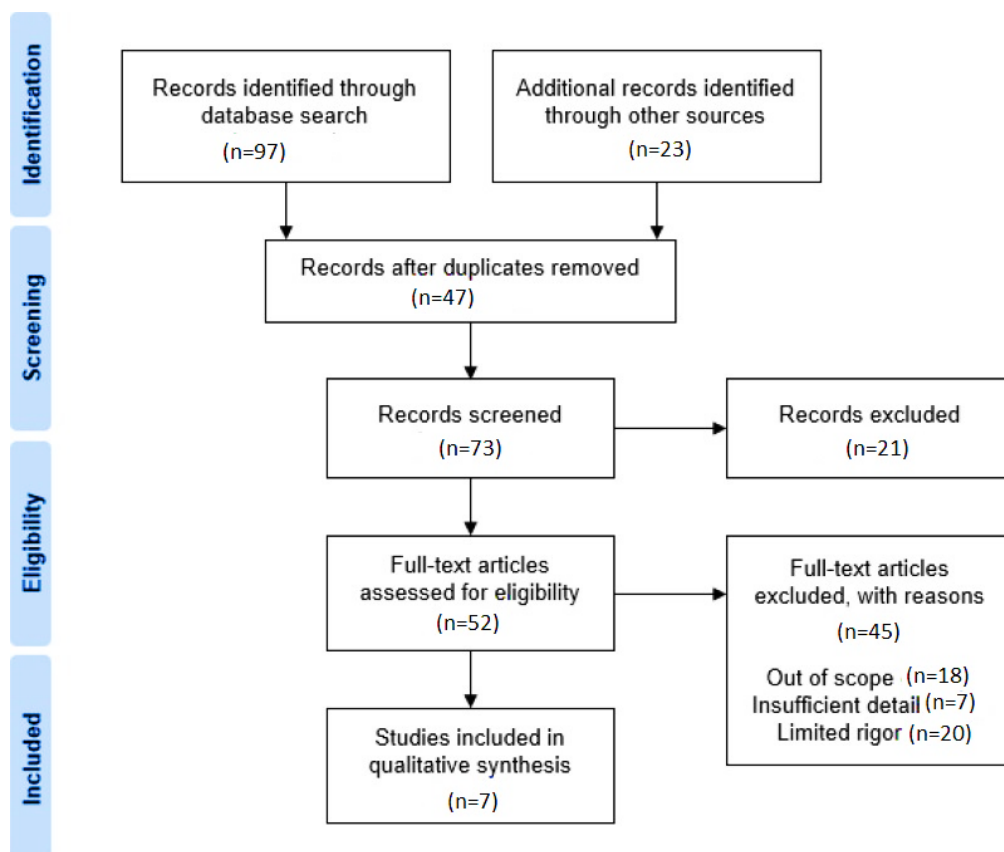 Identification
Records identified through
database search
(n=97)
Additional records identified
through other sources
(n=23)
Screening
Records after duplicates removed
(n=47)
Records screened
(n=73)
Records excluded
(n=21)
Eligibility
Full-text articles
assessed for eligibility
(n=52)
Full-text articles
excluded, with reasons
(n=45)
Out of scope (n=18)
Insufficient detail (n=7)
Limited rigor (n=20)
Included
Studies included in
qualitative synthesis
(n=7)